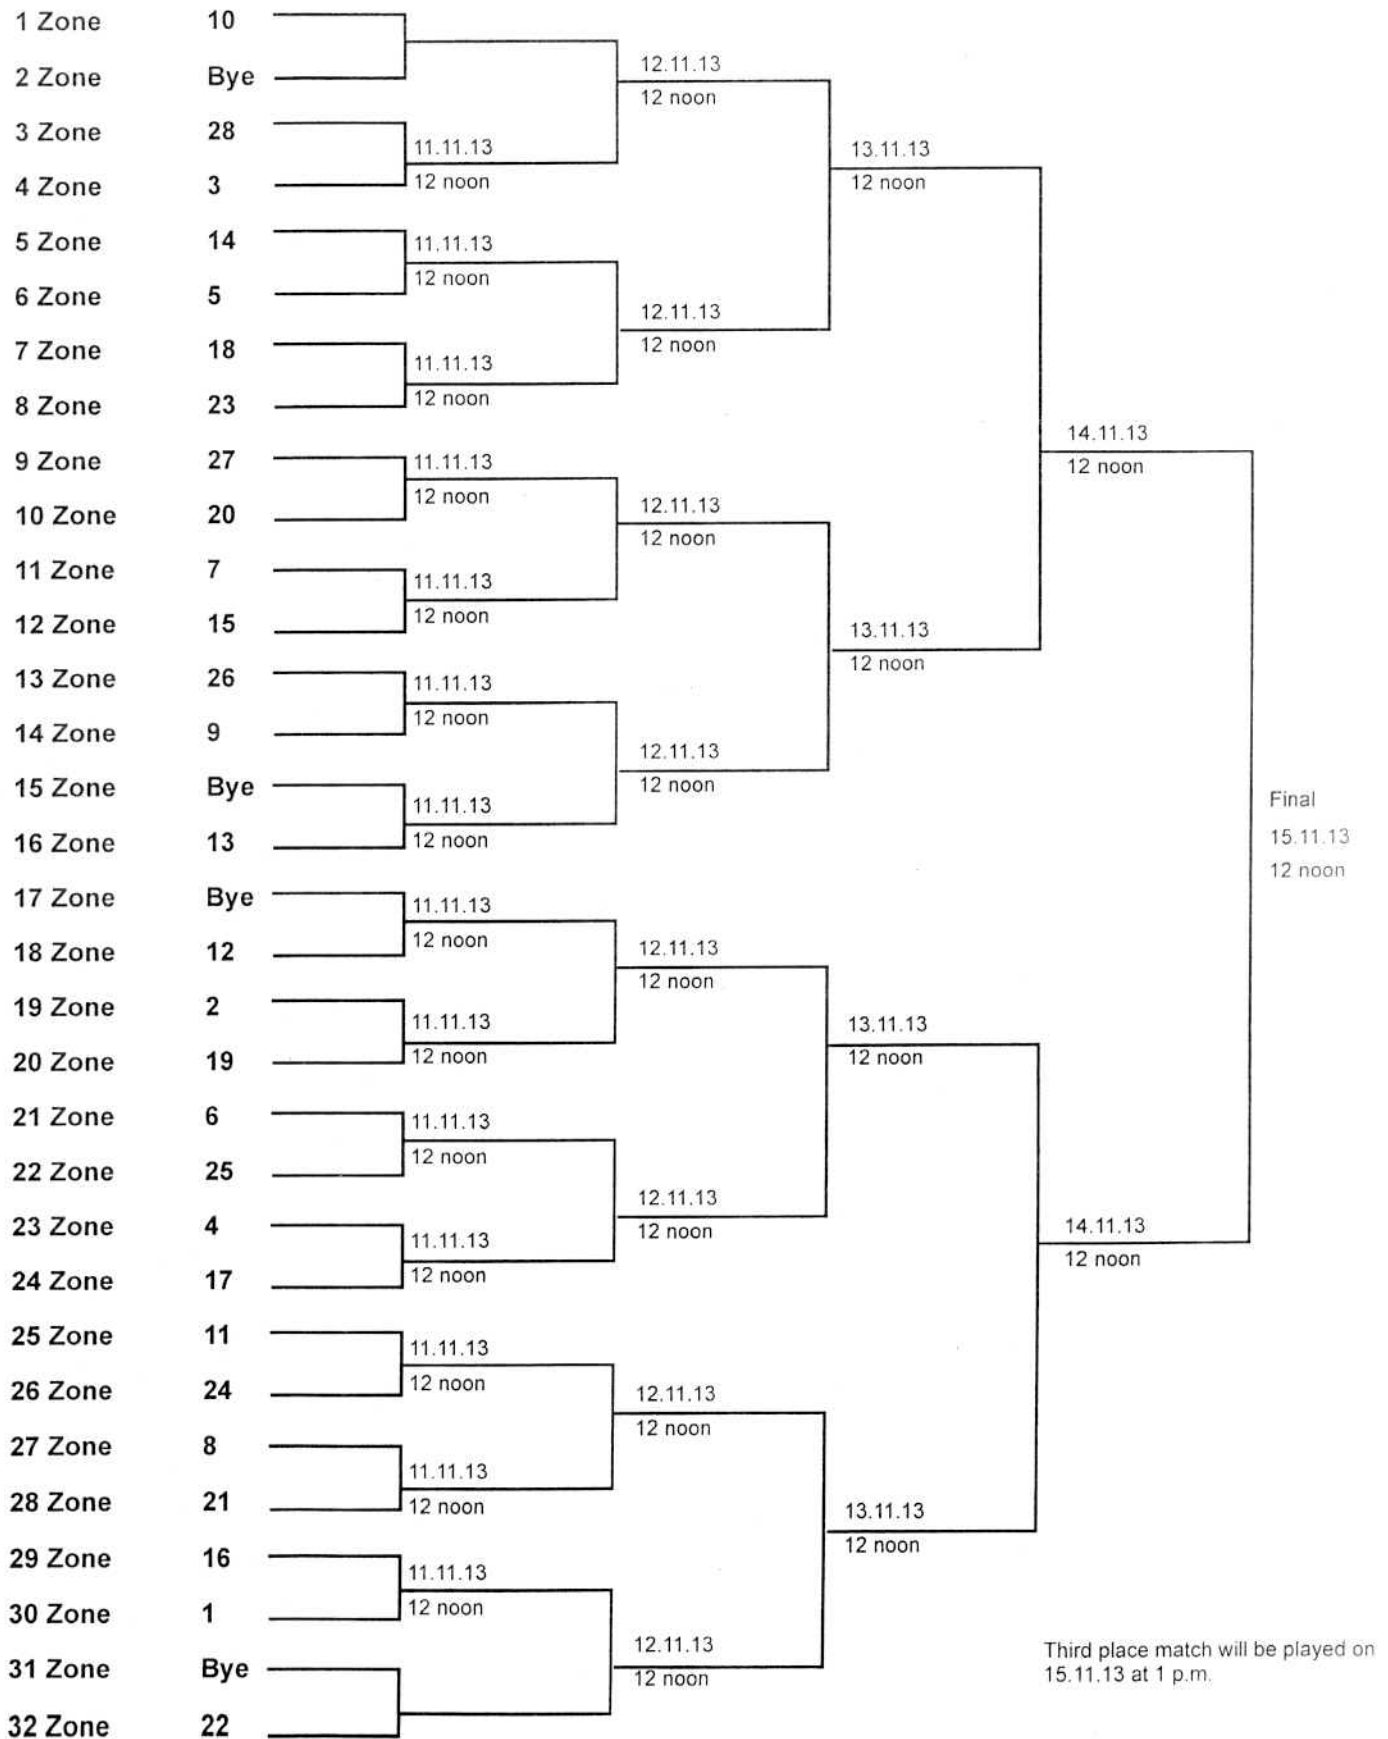 1 Zone 10
2 Zone Bye
3 Zone 28
4 Zone 3
5 Zone 14
6 Zone 5
7 Zone 18
8 Zone 23
9 Zone 27
10 Zone 20
11 Zone 7
12 Zone 15
13 Zone 26
14 Zone 9
15 Zone Bye
16 Zone 13
17 Zone Bye
18 Zone 12
19 Zone 2
20 Zone 19
21 Zone 6
22 Zone 25
23 Zone 4
24 Zone 17
25 Zone 11
26 Zone 24
27 Zone 8
28 Zone 21
29 Zone 16
30 Zone 1
31 Zone Bye
32 Zone 22
11.11.13
12 noon
11.11.13
12 noon
11.11.13
12 noon
11.11.13
12 noon
11.11.13
12 noon
11.11.13
12 noon
11.11.13
12 noon
11.11.13
12 noon
11.11.13
12 noon
11.11.13
12 noon
11.11.13
12 noon
11.11.13
12 noon
11.11.13
12 noon
11.11.13
12 noon
12.11.13
12 noon
12.11.13
12 noon
12.11.13
12 noon
12.11.13
12 noon
12.11.13
12 noon
12.11.13
12 noon
12.11.13
12 noon
12.11.13
12 noon
13.11.13
12 noon
13.11.13
12 noon
13.11.13
12 noon
13.11.13
12 noon
14.11.13
12 noon
14.11.13
12 noon
Final
15.11.13
12 noon
Third place match will be played on
15.11.13 at 1 p.m.